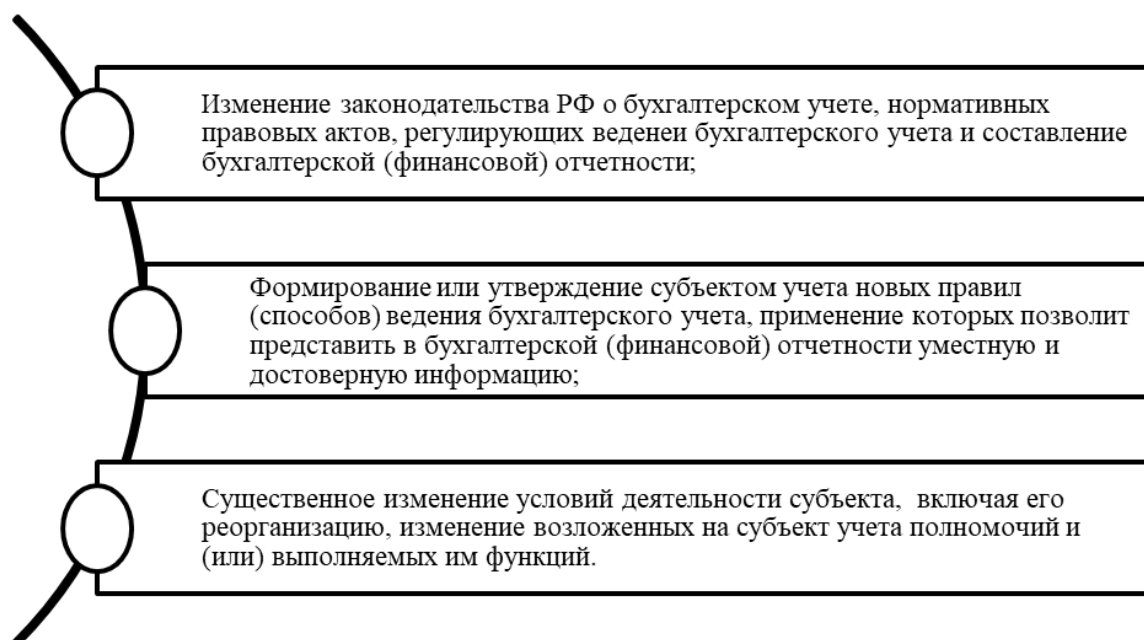 Изменение законодательства РФ о бухгалтерском учете, нормативных
правовых актов, регулирующих веденеи бухгалтерского учета и составление
бухгалтерской (финансовой) отчетности;
Формирование или утверждение субъектом учета новых правил
(способов) ведения бухгалтерского учета, применение которых позволит
представить в бухгалтерской (финансовой) отчетности уместную и
достоверную информацию;
Существенное изменение условий деятельности субъекта, включая его
реорганизацию, изменение возложенных на субъект учета полномочий и
(или) выполняемых им функций.